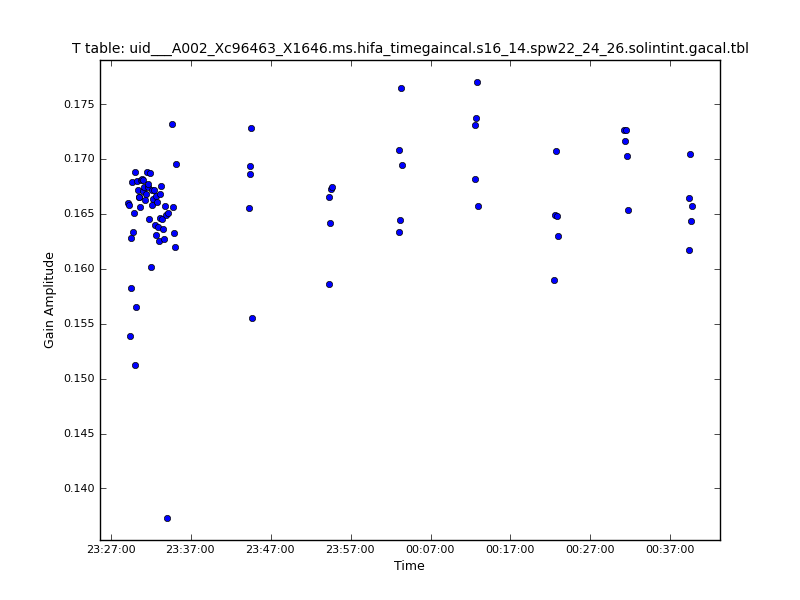 T table: uid___A002_Xc96463_X1646.ms.hifa_timegaincal.s16_14.spw22_24_26.solintint.gacal.tbl
0.175
0.170
0.165
0.160
0.155
0.150
0.145
0.140
Gain Amplitude
23:27:00 23:37:00 23:47:00 23:57:00 00:07:00 00:17:00 00:27:00 00:37:00
Time